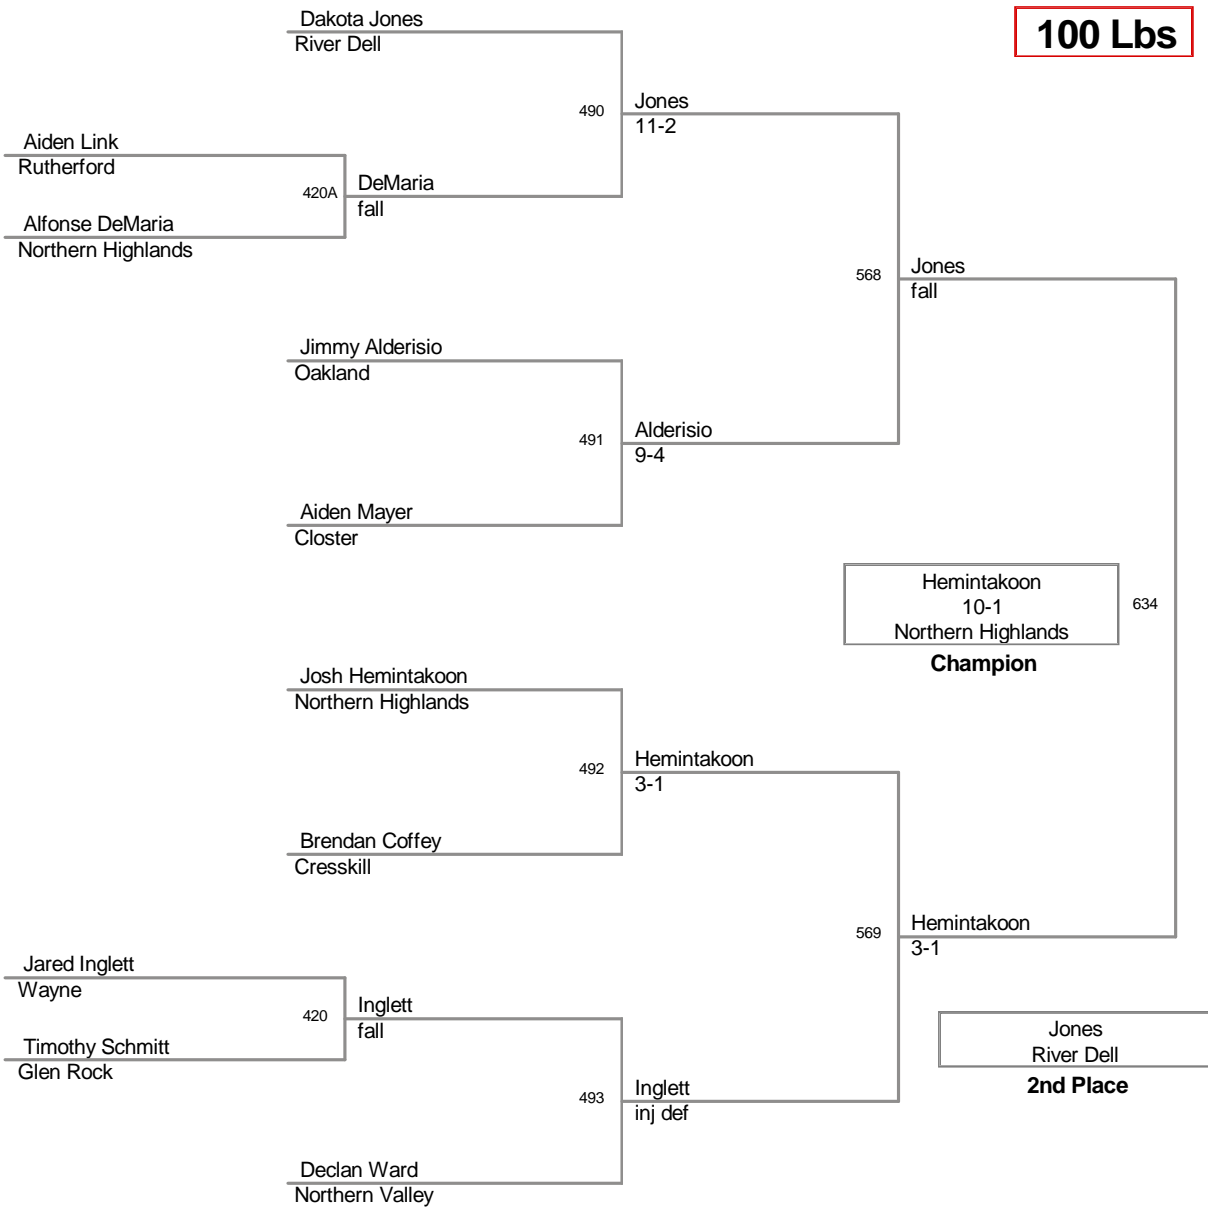 Dakota Jones
River Dell
100 Lbs
490
Jones
11-2
Aiden Link
Rutherford
420A
DeMaria
fall
Alfonse DeMaria
Northern Highlands
568
Jones
fall
Jimmy Alderisio
Oakland
491
Alderisio
9-4
Aiden Mayer
Closter
Hemintakoon
10-1
Northern Highlands
634
Champion
Josh Hemintakoon
Northern Highlands
492
Hemintakoon
3-1
Brendan Coffey
Cresskill
569
Hemintakoon
3-1
Jared Inglett
Wayne
420
Inglett
fall
Timothy Schmitt
Glen Rock
Jones
River Dell
2nd Place
493
Inglett
inj def
Declan Ward
Northern Valley